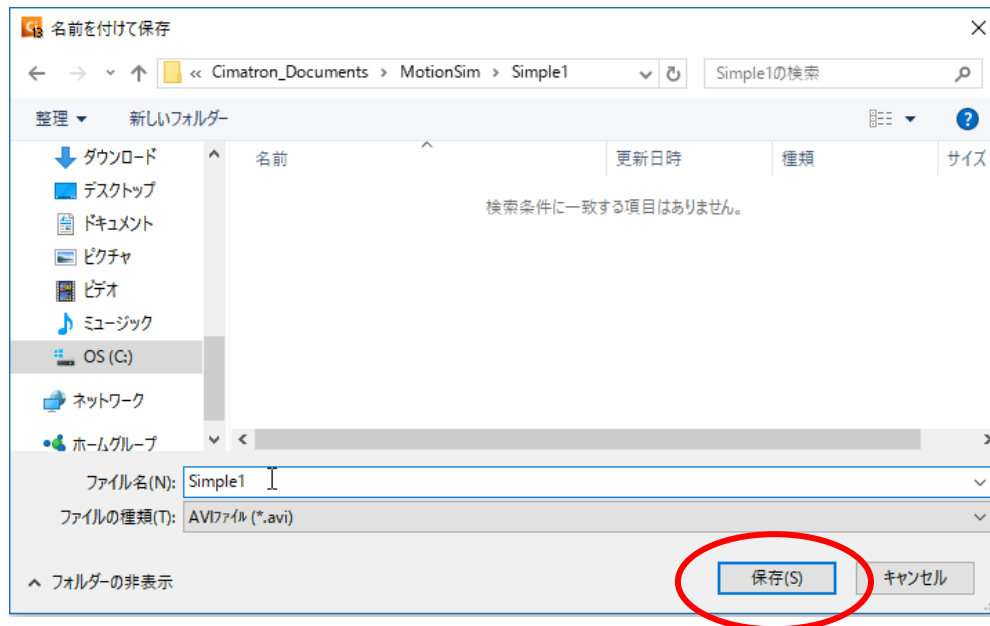 13 名前を付けて保存
« Cimatron_Documents › MotionSim › Simple1
Simple1の検索
整理
新しいフォルダー
?
名前
更新日時
種類
サイズ
検索条件に一致する項目はありません。
ダウンロード
デスクトップ
ドキュメント
ピクチャ
ビデオ
ミュージック
OS (C:)
ネットワーク
ホームグループ
ファイル名(N): Simple1
ファイルの種類(T): AVIファイル (*.avi)
フォルダーの非表示
保存(S)
キャンセル